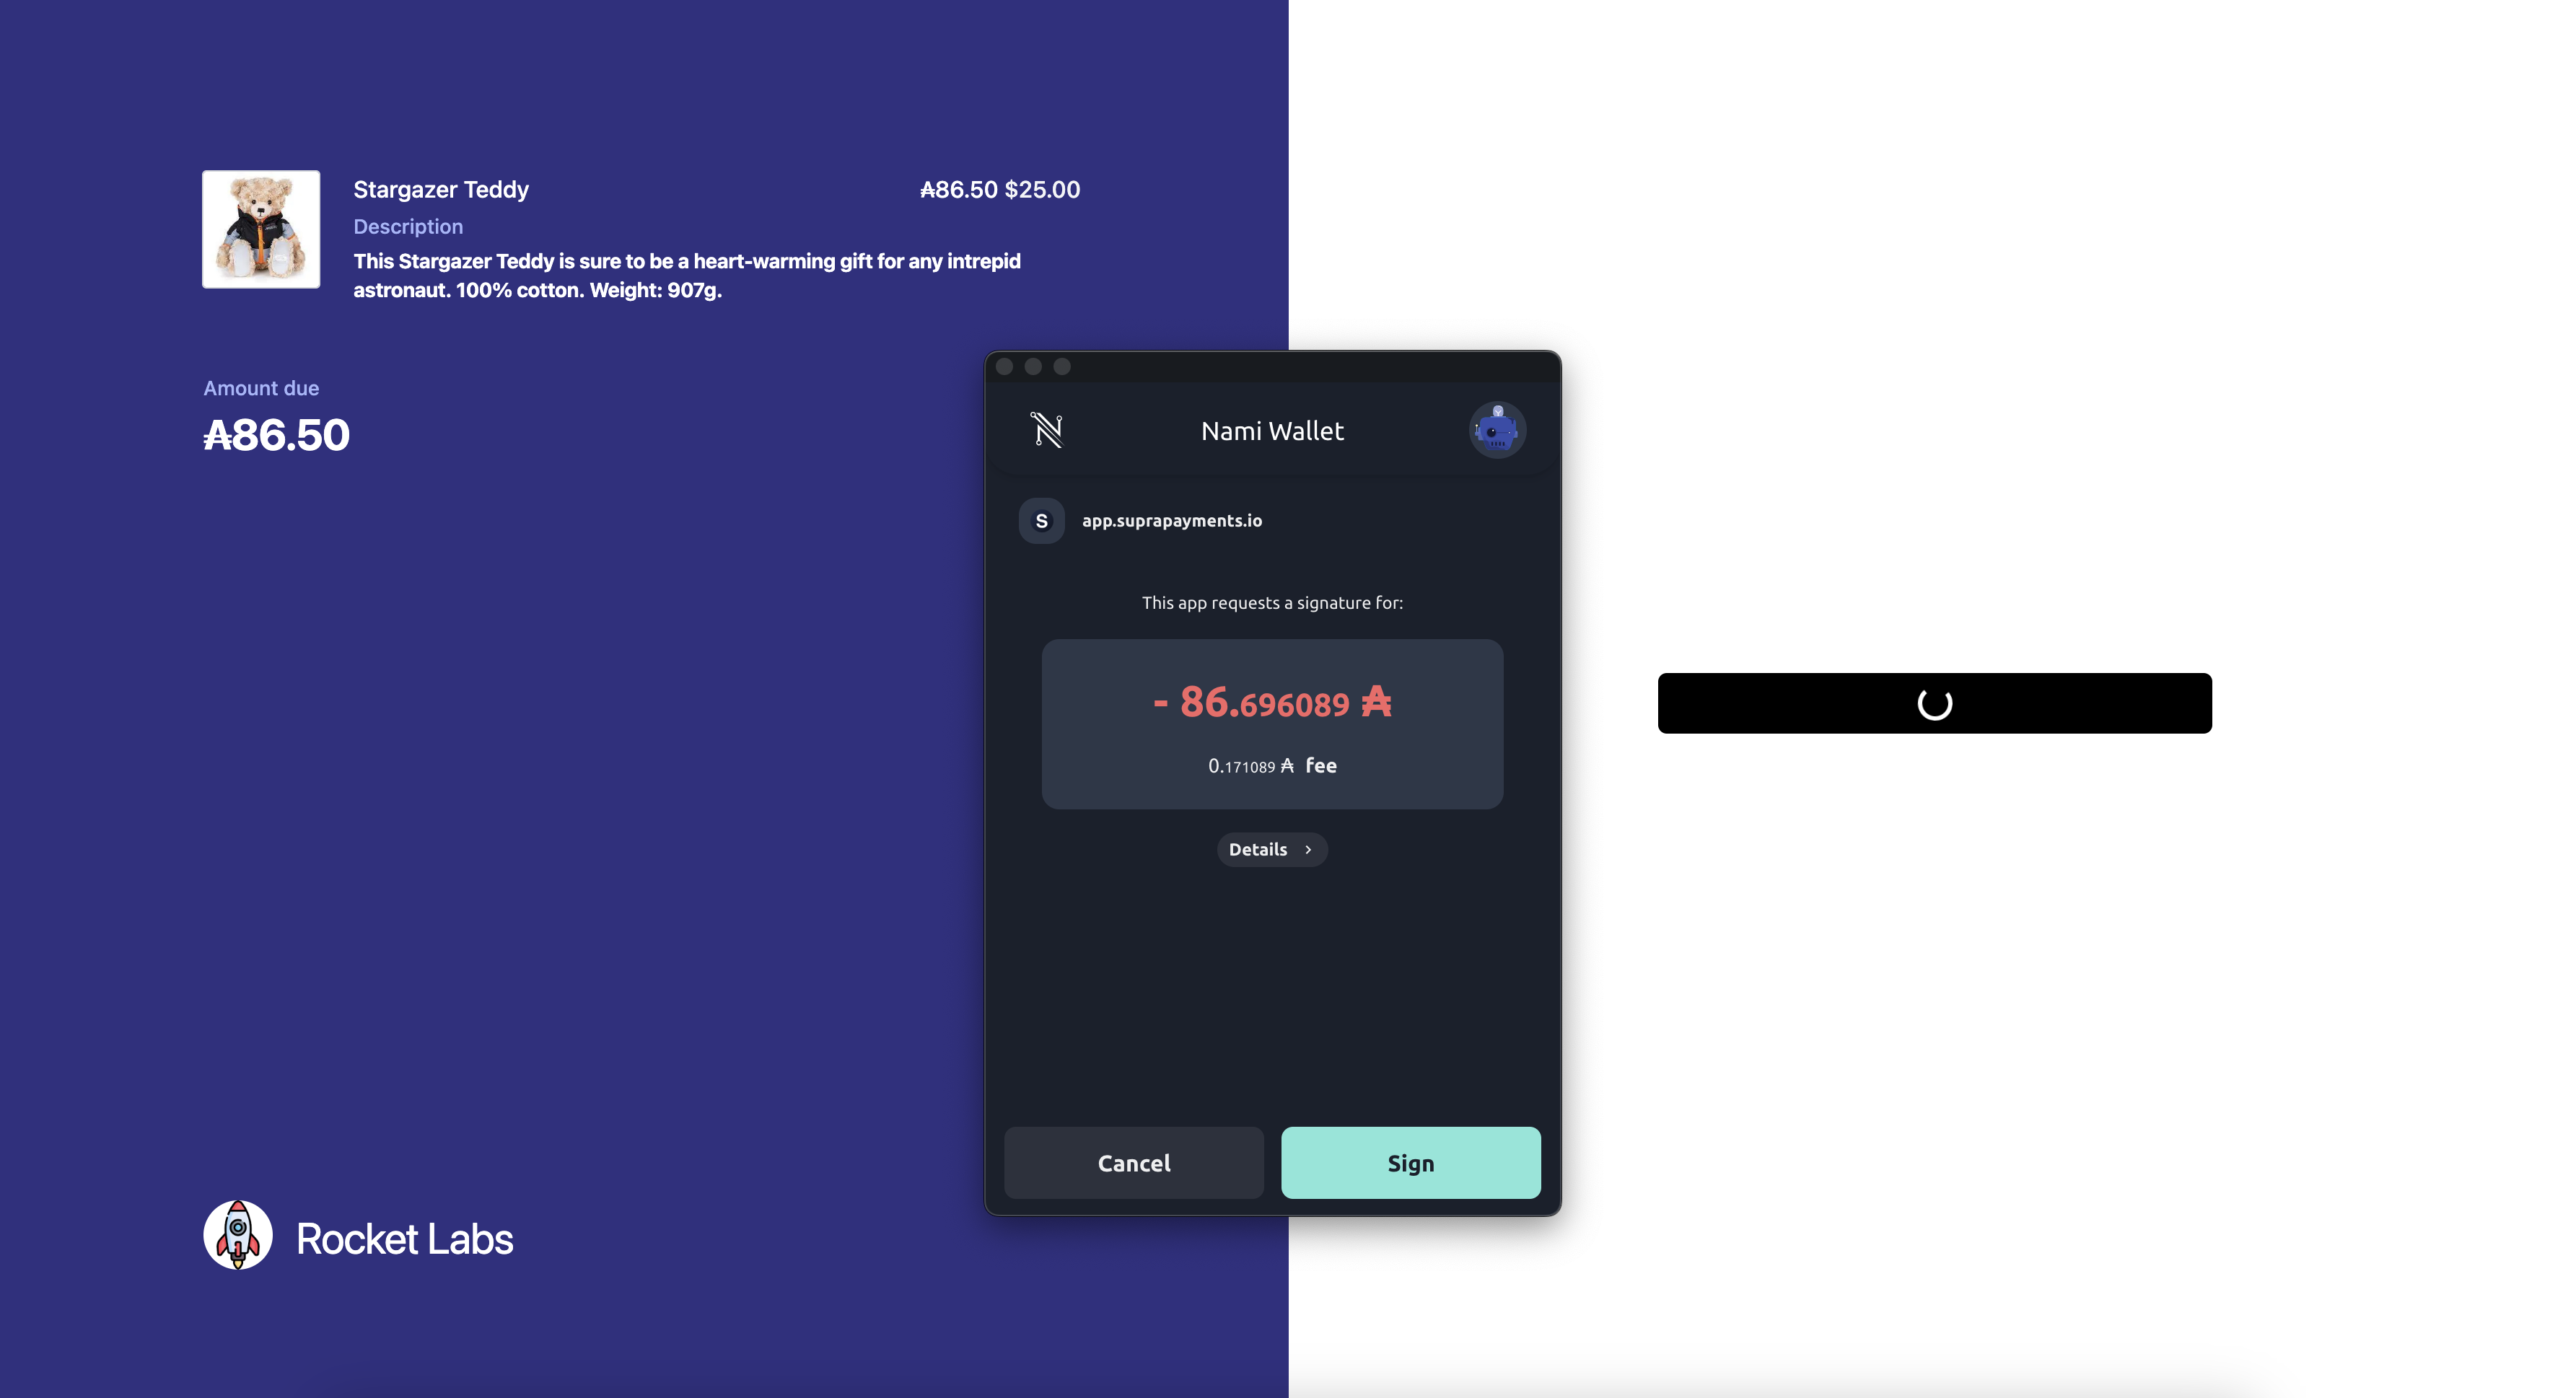 Stargazer Teddy ₳86.50 $25.00
Description
This Stargazer Teddy is sure to be a heart-warming gift for any intrepid
astronaut. 100% cotton. Weight: 907g.
Amount due
₳86.50
Rocket Labs
Nami Wallet
S app.suprapayments.io
This app requests a signature for:
- 86.696089 ₳
0.171089 ₳ fee
Details
Cancel Sign